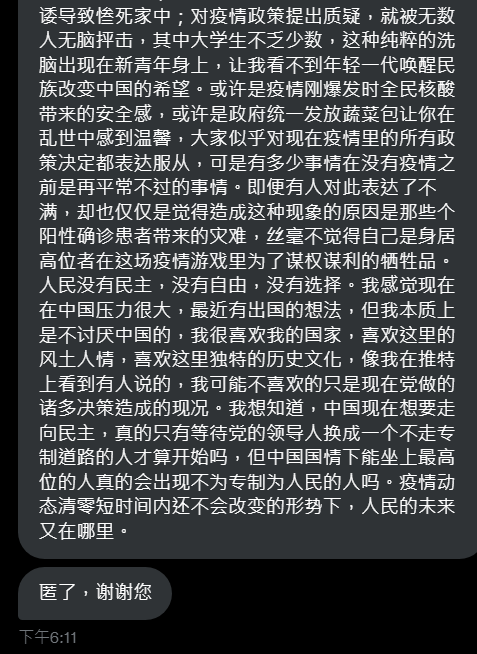 诿导致惨死家中；对疫情政策提出质疑，就被无数
人无脑抨击，其中大学生不乏少数，这种纯粹的洗
脑出现在新青年身上，让我看不到年轻一代唤醒民
族改变中国的希望。或许是疫情刚爆发时全民核酸
带来的安全感，或许是政府统一发放蔬菜包让你在
乱世中感到温馨，大家似乎对现在疫情里的所有政
策决定都表达服从，可是有多少事情在没有疫情之
前是再平常不过的事情。即便有人对此表达了不
满，却也仅仅是觉得造成这种现象的原因是那些个
阳性确诊患者带来的灾难，丝毫不觉得自己是身居
高位者在这场疫情游戏里为了谋权谋利的牺牲品。
人民没有民主，没有自由，没有选择。我感觉现在
在中国压力很大，最近有出国的想法，但我本质上
是不讨厌中国的，我很喜欢我的国家，喜欢这里的
风土人情，喜欢这里独特的历史文化，像我在推特
上看到有人说的，我可能不喜欢的只是现在党做的
诸多决策造成的现况。我想知道，中国现在想要走
向民主，真的只有等待党的领导人换成一个不走专
制道路的人才算开始吗，但中国国情下能坐上最高
位的人真的会出现不为专制为人民的人吗。疫情动
态清零短时间内还不会改变的形势下，人民的未来
又在哪里。
匿了，谢谢您
下午6:11